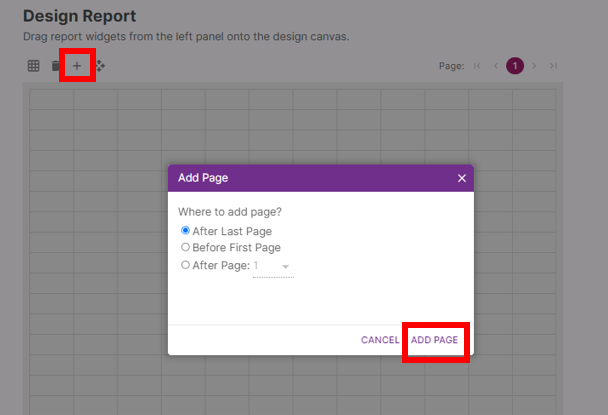 Design Report
Drag report widgets from the left panel onto the design canvas.
Page: 1
Add Page
Where to add page?
After Last Page
Before First Page
After Page: 1
CANCEL ADD PAGE